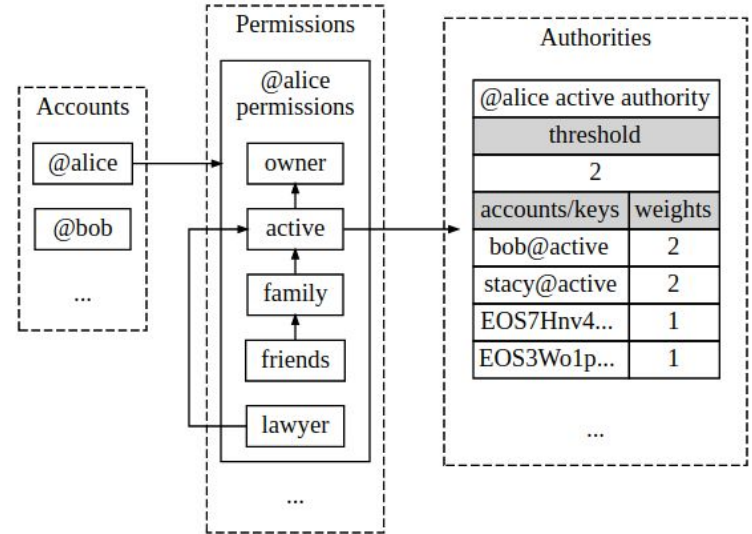 Accounts
@alice
@bob
...
Permissions
@alice
permissions
owner
active
family
friends
lawyer
...
Authorities
@alice active authority
threshold
2
accounts/keys weights
bob@active 2
stacy@active 2
EOS7Hnv4... 1
EOS3Wo1p... 1
...